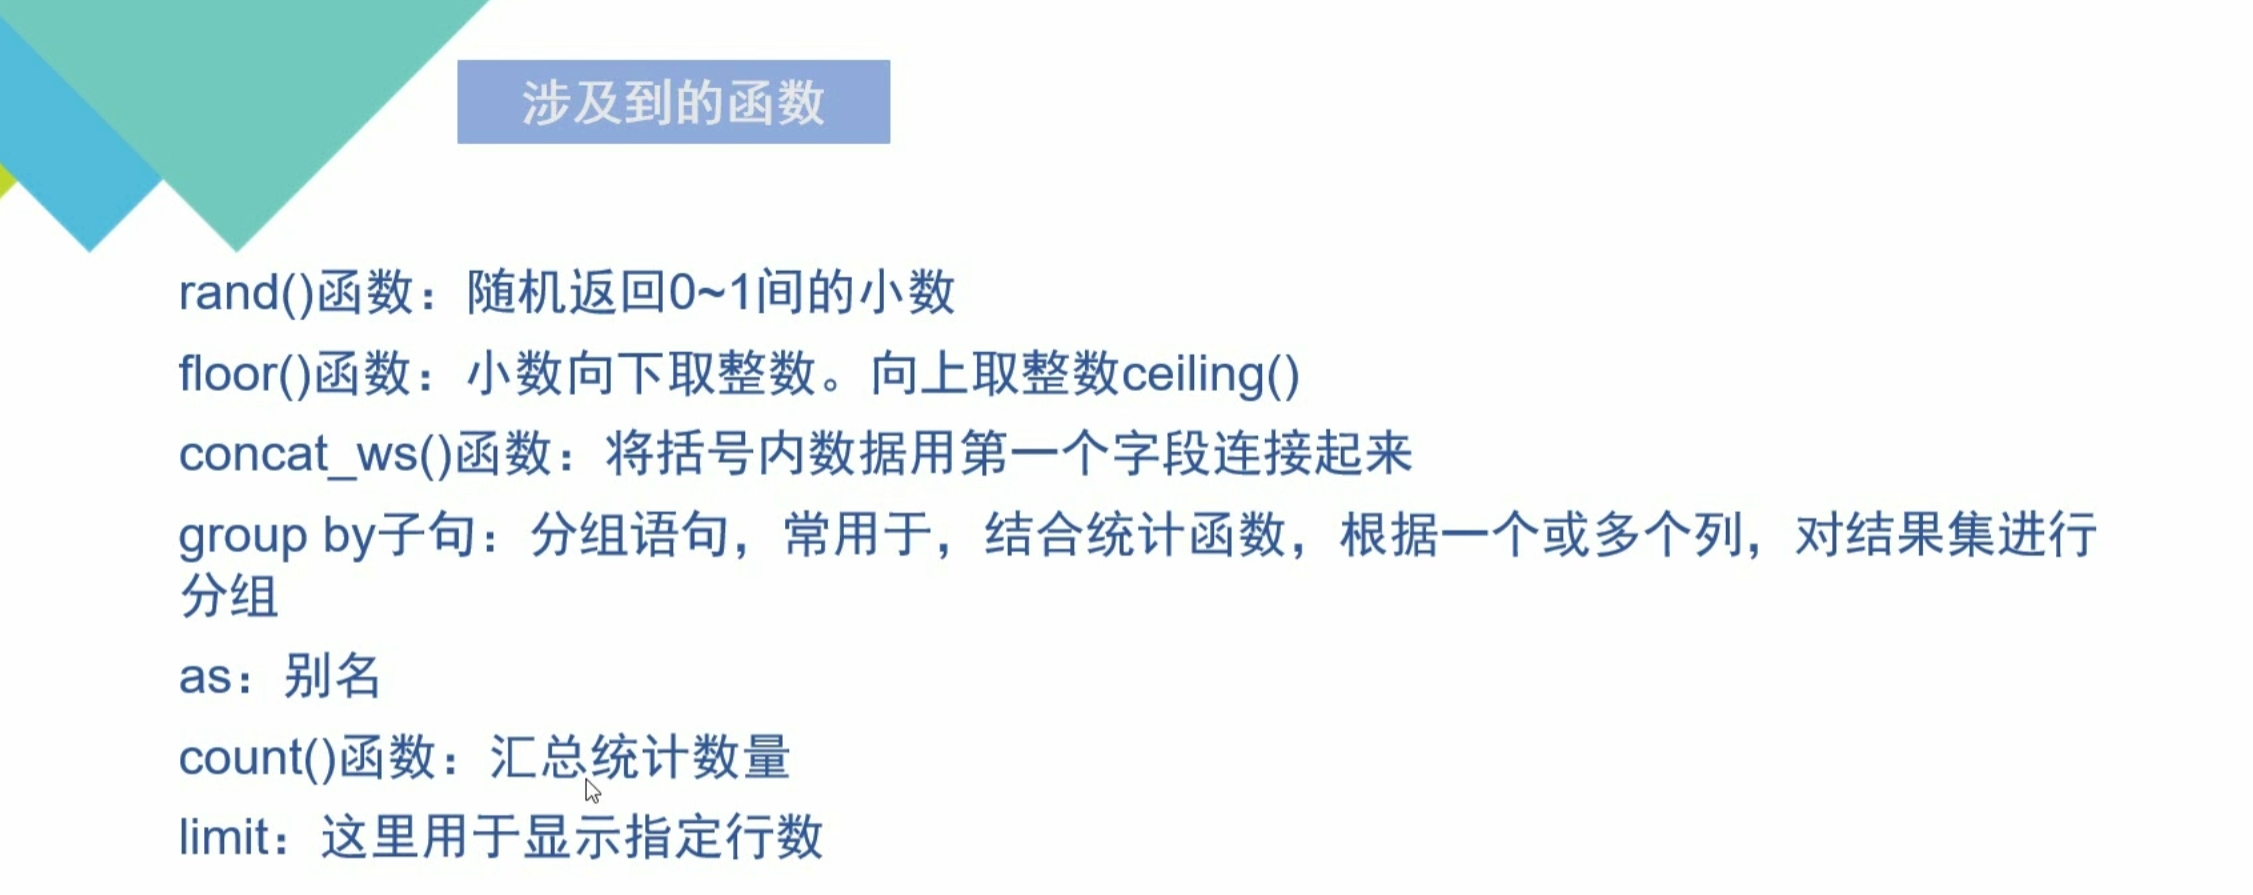 涉及到的函数
rand()函数：随机返回0~1间的小数
floor()函数：小数向下取整数。向上取整数ceiling()
concat_ws()函数：将括号内数据用第一个字段连接起来
group by子句：分组语句，常用于，结合统计函数，根据一个或多个列，对结果集进行
分组
as：别名
count()函数：汇总统计数量
limit：这里用于显示指定行数